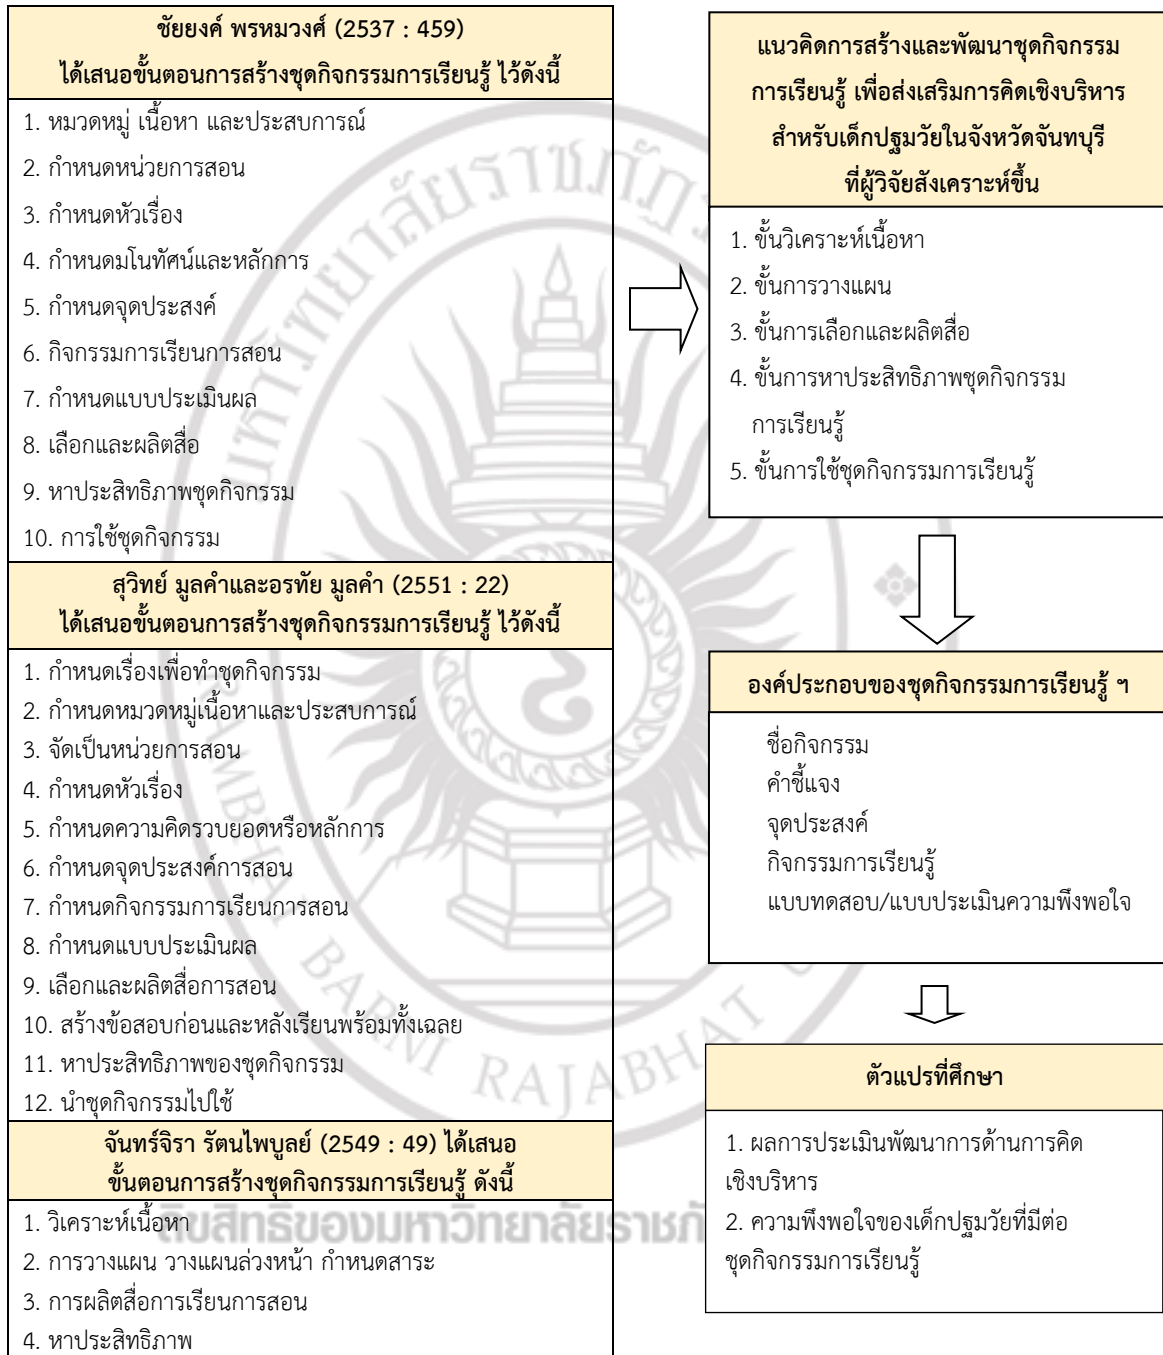 ชัยยงค์ พรหมวงศ์ (2537 : 459)
ได้เสนอขั้นตอนการสร้างชุดกิจกรรมการเรียนรู้ ไว้ดังนี้
1. หมวดหมู่ เนื้อหา และประสบการณ์
2. กำหนดหน่วยการสอน
3. กำหนดหัวเรื่อง
4. กำหนดมโนทัศน์และหลักการ
5. กำหนดจุดประสงค์
6. กิจกรรมการเรียนการสอน
7. กำหนดแบบประเมินผล
8. เลือกและผลิตสื่อ
9. หาประสิทธิภาพชุดกิจกรรม
10. การใช้ชุดกิจกรรม
สุวิทย์ มูลคำและอรทัย มูลคำ (2551 : 22)
ได้เสนอขั้นตอนการสร้างชุดกิจกรรมการเรียนรู้ ไว้ดังนี้
1. กำหนดเรื่องเพื่อทำชุดกิจกรรม
2. กำหนดหมวดหมู่เนื้อหาและประสบการณ์
3. จัดเป็นหน่วยการสอน
4. กำหนดหัวเรื่อง
5. กำหนดความคิดรวบยอดหรือหลักการ
6. กำหนดจุดประสงค์การสอน
7. กำหนดกิจกรรมการเรียนการสอน
8. กำหนดแบบประเมินผล
9. เลือกและผลิตสื่อการสอน
10. สร้างข้อสอบก่อนและหลังเรียนพร้อมทั้งเฉลย
11. หาประสิทธิภาพของชุดกิจกรรม
12. นำชุดกิจกรรมไปใช้
จันทร์จิรา รัตนไพบูลย์ (2549 : 49) ได้เสนอ
ขั้นตอนการสร้างชุดกิจกรรมการเรียนรู้ ดังนี้
1. วิเคราะห์เนื้อหา
2. การวางแผน วางแผนล่วงหน้า กำหนดสาระ
3. การผลิตสื่อการเรียนการสอน
4. หาประสิทธิภาพ
แนวคิดการสร้างและพัฒนาชุดกิจกรรม
การเรียนรู้ เพื่อส่งเสริมการคิดเชิงบริหาร
สำหรับเด็กปฐมวัยในจังหวัดจันทบุรี
ที่ผู้วิจัยสังเคราะห์ขึ้น
1. ขั้นวิเคราะห์เนื้อหา
2. ขั้นการวางแผน
3. ขั้นการเลือกและผลิตสื่อ
4. ขั้นการหาประสิทธิภาพชุดกิจกรรม
การเรียนรู้
5. ขั้นการใช้ชุดกิจกรรมการเรียนรู้
องค์ประกอบของชุดกิจกรรมการเรียนรู้ ฯ
ชื่อกิจกรรม
คำชี้แจง
จุดประสงค์
กิจกรรมการเรียนรู้
แบบทดสอบ/แบบประเมินความพึงพอใจ
ตัวแปรที่ศึกษา
1. ผลการประเมินพัฒนาการด้านการคิด
เชิงบริหาร
2. ความพึงพอใจของเด็กปฐมวัยที่มีต่อ
ชุดกิจกรรมการเรียนรู้
BARNI RAJABHAT
ลิขสิทธิ์ของมหาวิทยาลัยราชภั